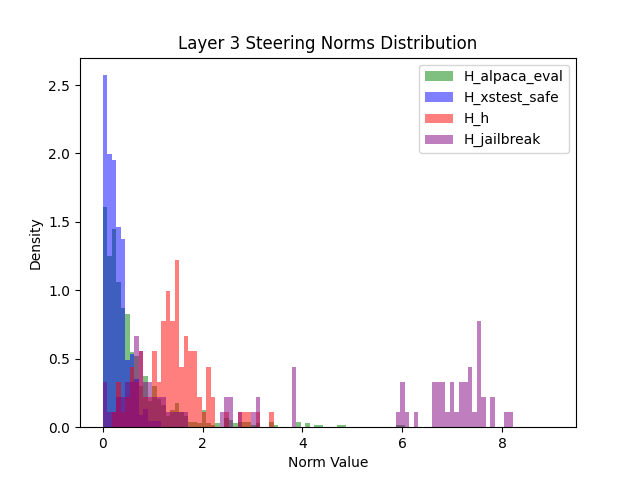 Layer 3 Steering Norms Distribution
H_alpaca_eval
H_xstest_safe
H_h
H_jailbreak
2.5
2.0
1.5
1.0
0.5
0.0
Density
0
2
4
6
8
Norm Value